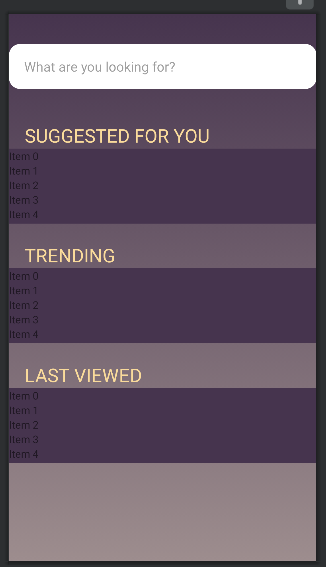 What are you looking for?
SUGGESTED FOR YOU
Item 0
Item 1
Item 2
Item 3
Item 4
TRENDING
Item 0
Item 1
Item 2
Item 3
Item 4
LAST VIEWED
Item 0
Item 1
Item 2
Item 3
Item 4